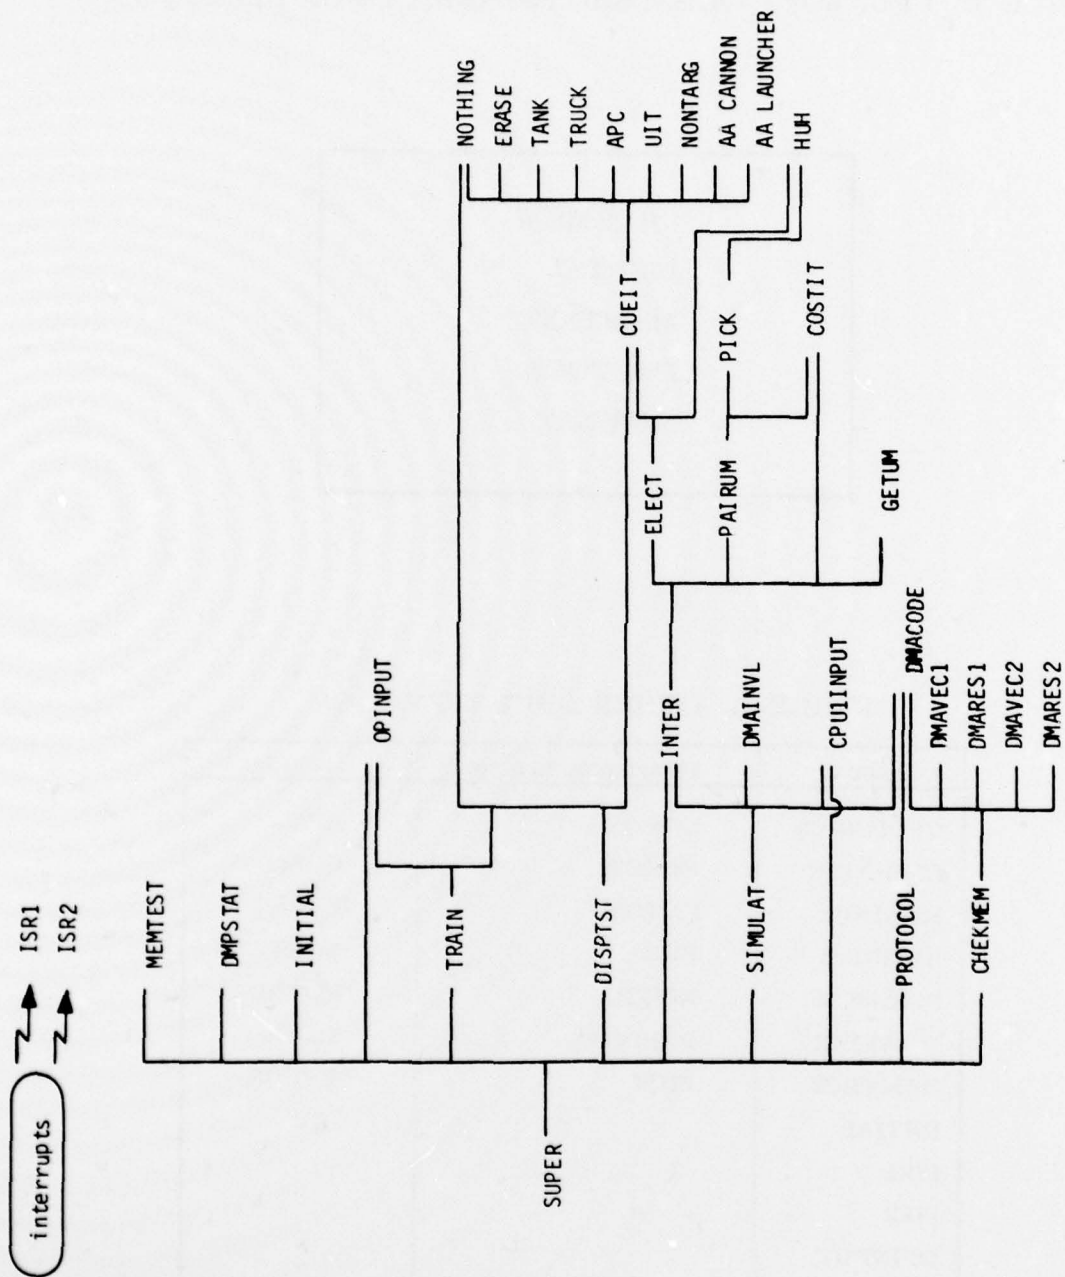 interrupts
ISR1
ISR2
MEMTEST
DMPSTAT
INITIAL
OPINPUT
TRAIN
DISPTST
SUPER
INTER
SIMULAT
DMAINVL
CPU1INPUT
PROTOCOL
DMACODE
CHEKMEM
DMAVEC1
DMARES1
DMAVEC2
DMARES2
ELECT
PAIRUM
GETUM
CUEIT
PICK
COSTIT
NOTHING
ERASE
TANK
TRUCK
APC
UIT
NONTARG
AA CANNON
AA LAUNCHER
HUH